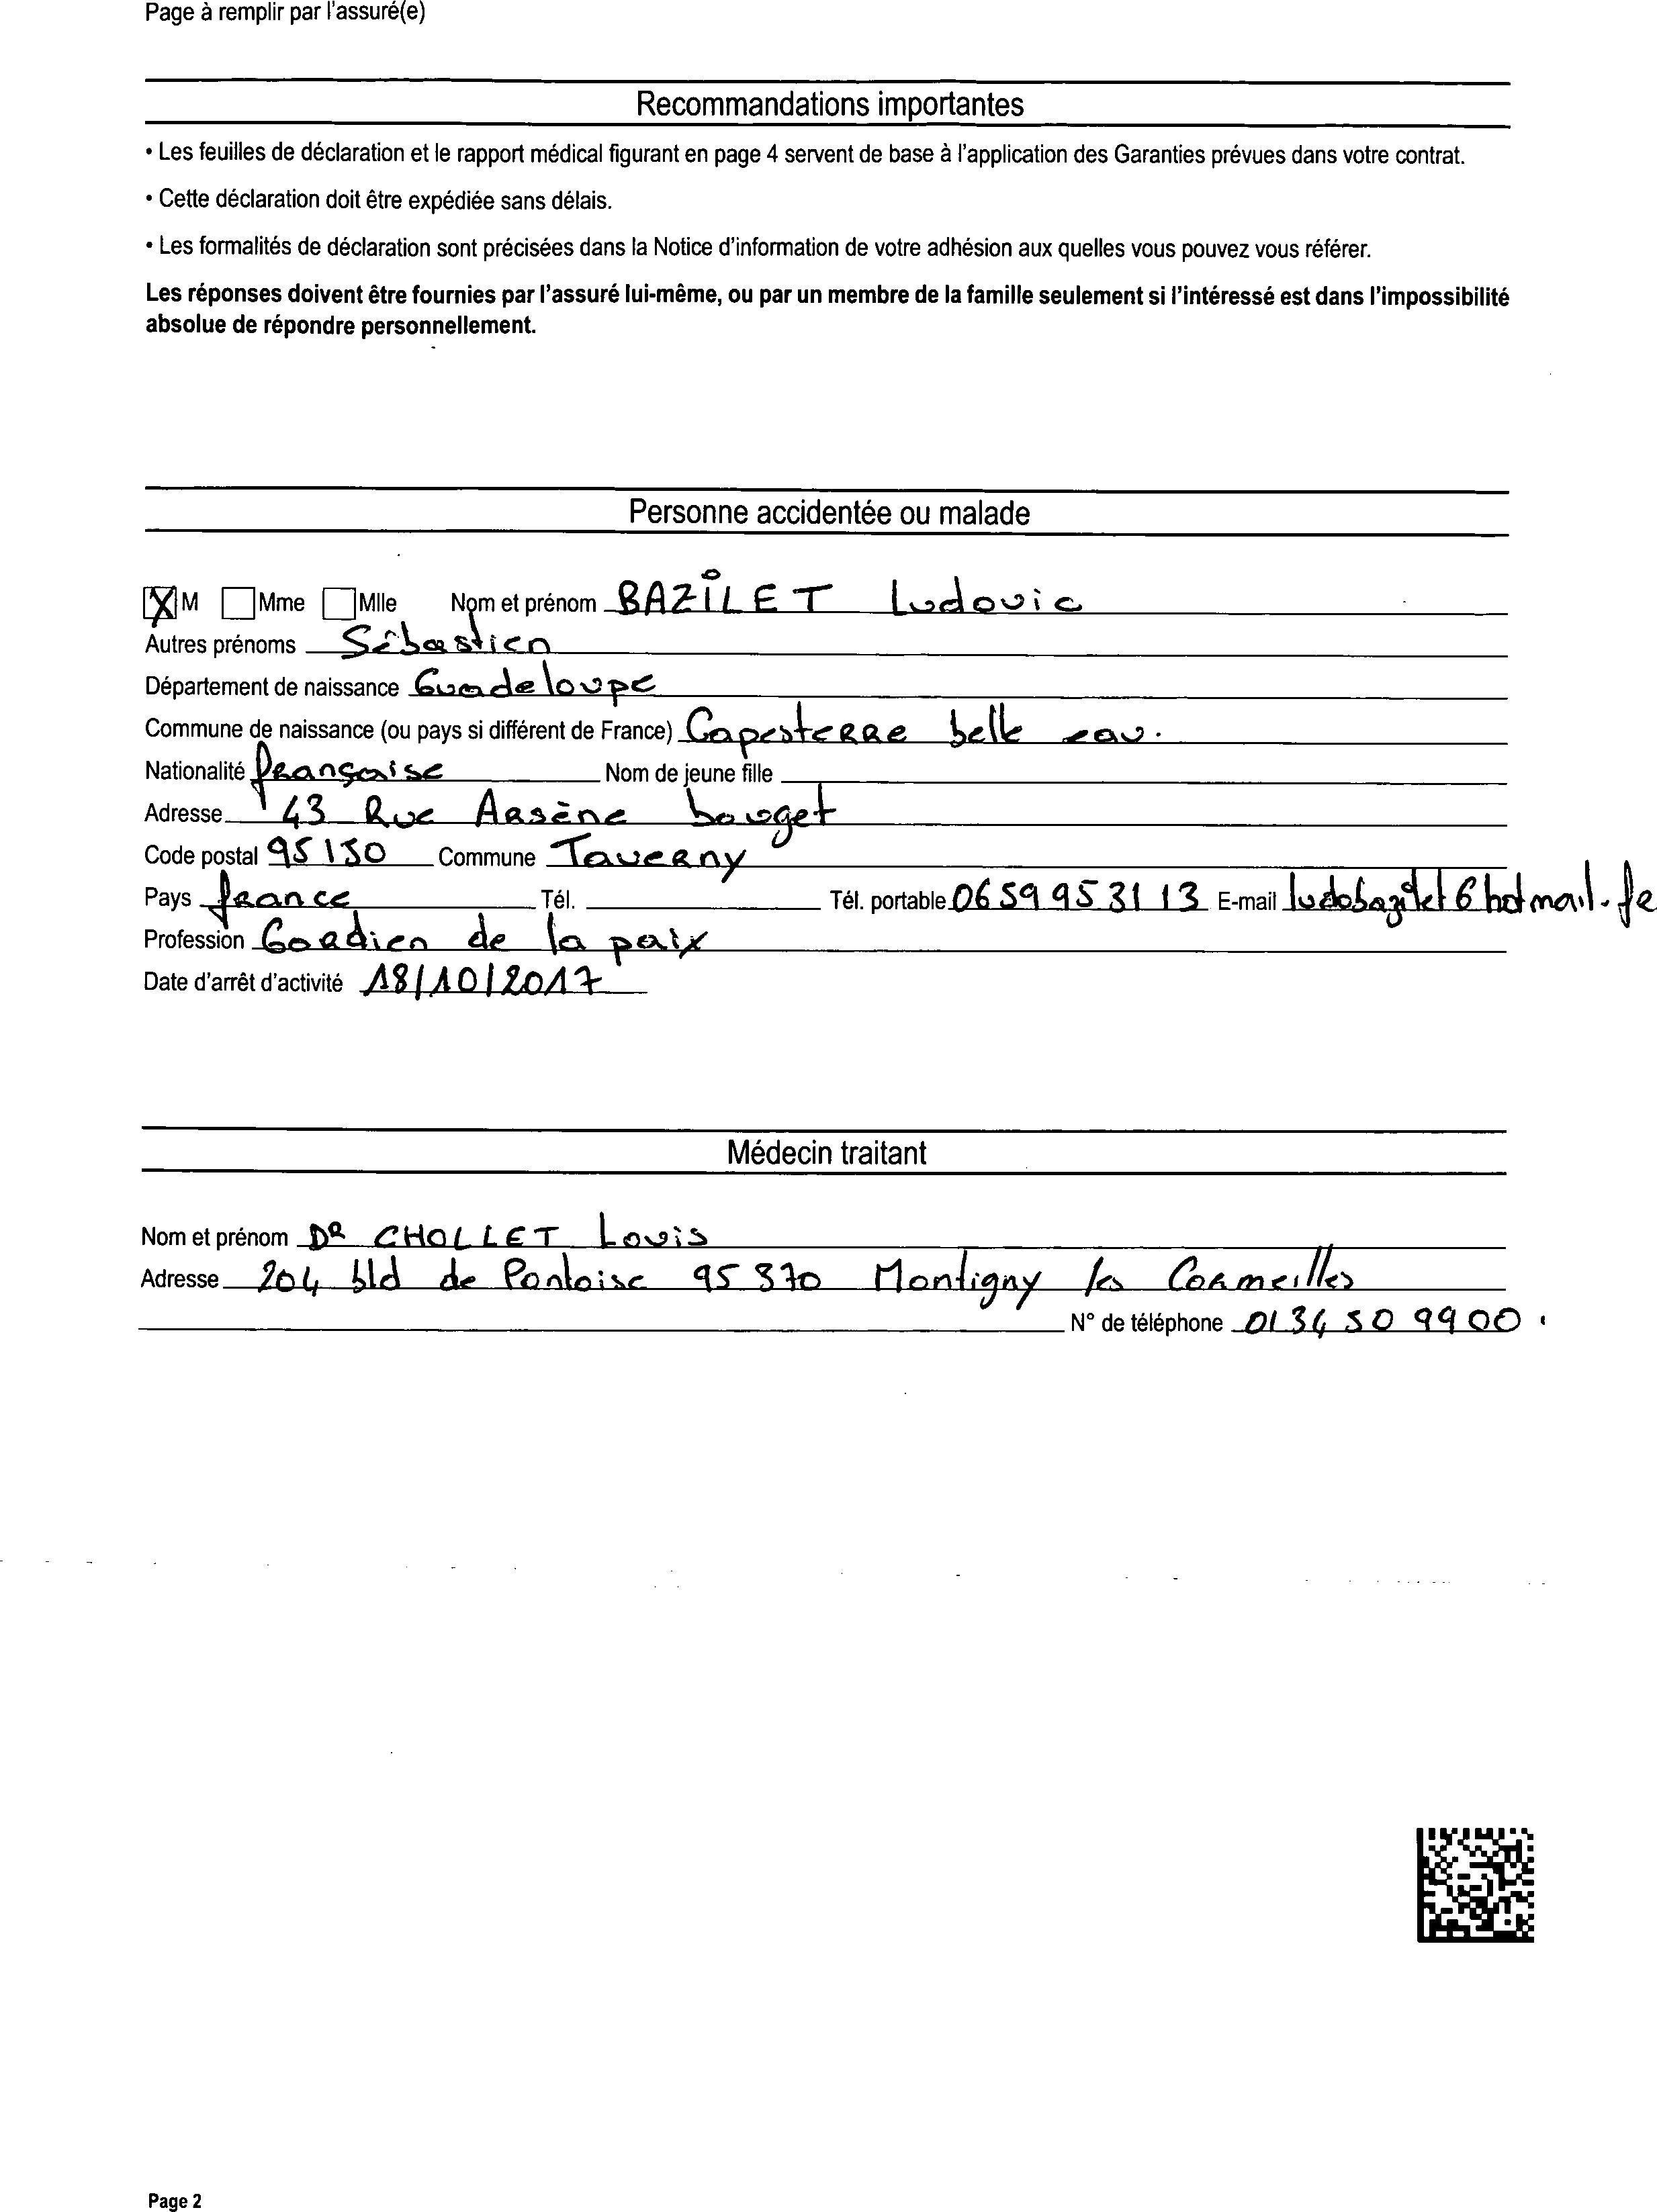 Page à remplir par l'assuré(e)
Recommandations importantes
• Les feuilles de déclaration et le rapport médical figurant en page 4 servent de base à l'application des Garanties prévues dans votre contrat.
• Cette déclaration doit être expédiée sans délais.
• Les formalités de déclaration sont précisées dans la Notice d'information de votre adhésion aux quelles vous pouvez vous référer.
Les réponses doivent être fournies par l'assuré lui-même, ou par un membre de la famille seulement si l'intéressé est dans l'impossibilité
absolue de répondre personnellement.
Personne accidentée ou malade
X M Mme Mlle Nom et prénom BAZILET Ludovic
Autres prénoms Sébastien
Département de naissance Guadeloupe
Commune de naissance (ou pays si différent de France) Capesterre belle eau.
Nationalité française Nom de jeune fille
Adresse 43 Rue Arsène bouget
Code postal 95150 Commune Taverny
Pays france Tél. Tél. portable 06 59 95 31 13 E-mail ludobazilet6hotmail.fr
Profession Gardien de la paix
Date d'arrêt d'activité 18/10/2017
Médecin traitant
Nom et prénom DR CHOLLET Louis
Adresse 204 bld de Pontoise 95370 Montigny les Cormeilles
N° de téléphone 01 34 50 99 00.
Page 2